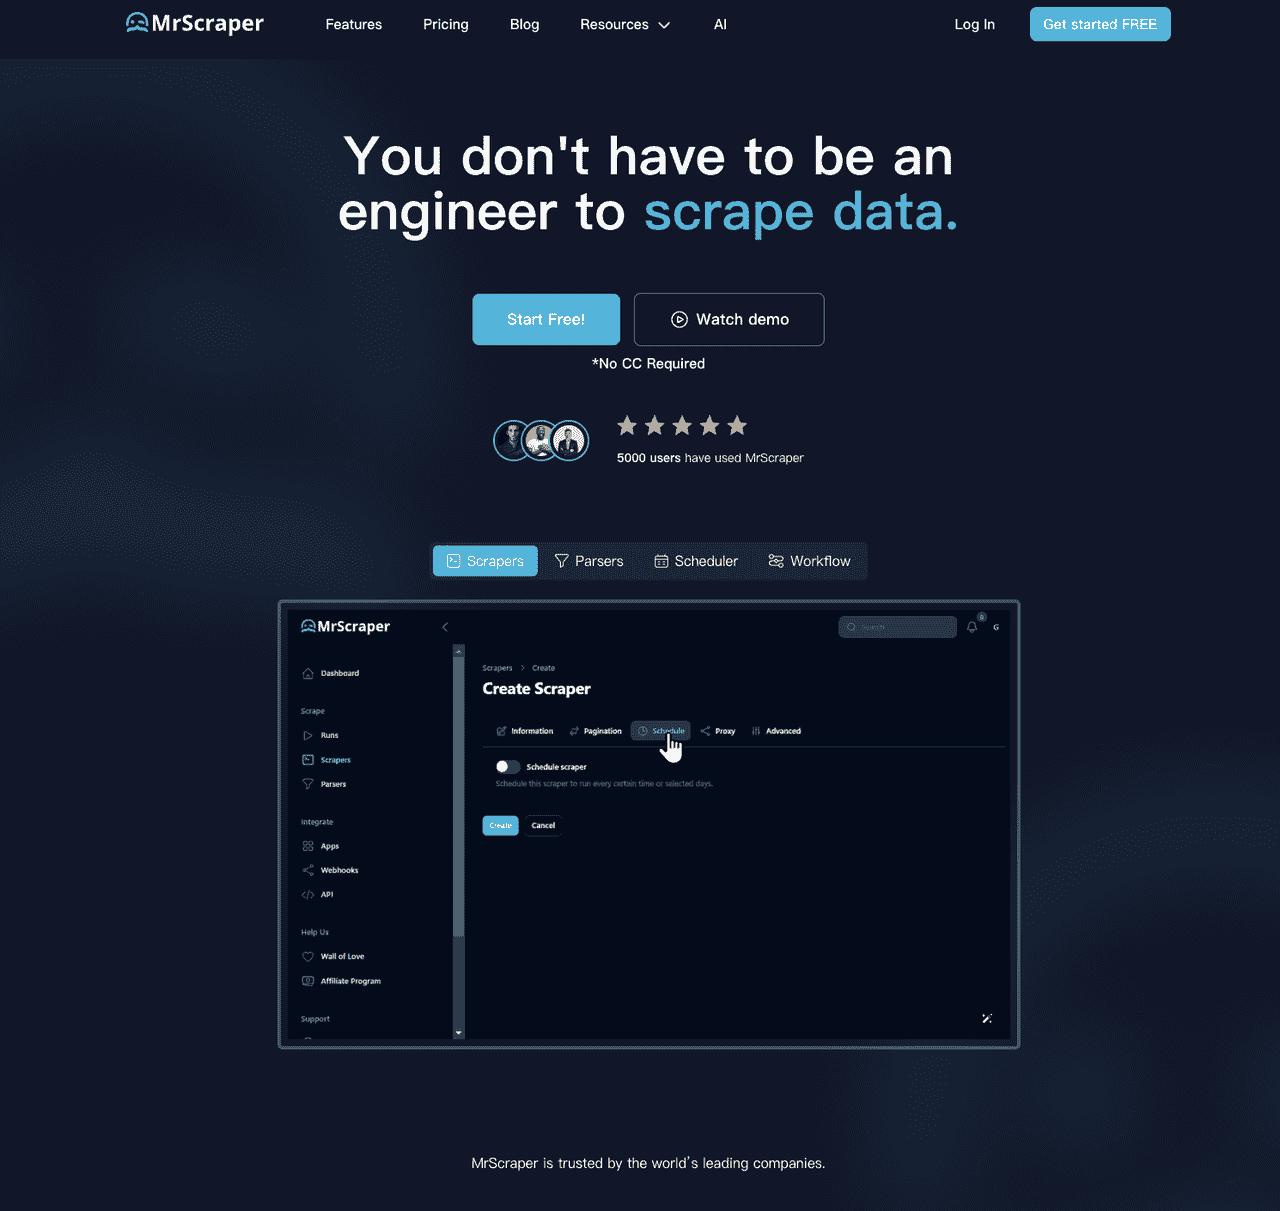 MrScraper
Features
Pricing
Blog
Resources
AI
Log In
Get started FREE
You don't have to be an
engineer to scrape data.
Start Free!
Watch demo
*No CC Required
5000 users have used MrScraper
Scrapers
Parsers
Scheduler
Workflow
MrScraper
Search
G
Dashboard
Scrape
Runs
Scrapers
Parsers
Integrate
Apps
Webhooks
API
Help Us
Wall of Love
Affiliate Program
Support
Scrapers > Create
Create Scraper
Information
Pagination
Schedule
Proxy
Advanced
Schedule scraper
Schedule this scraper to run every certain time or selected days.
Create
Cancel
MrScraper is trusted by the world's leading companies.